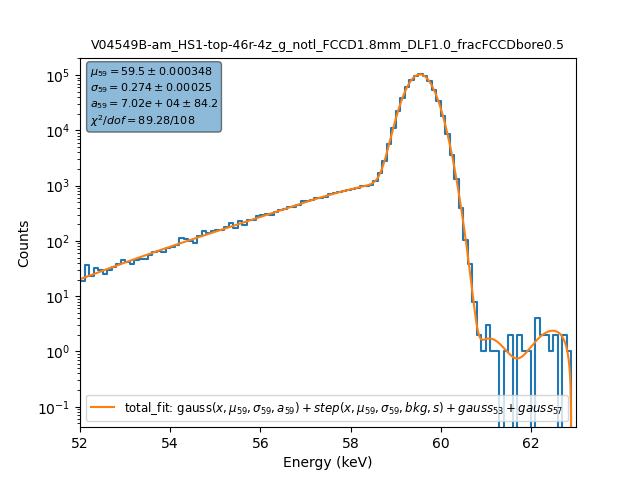 V04549B-am_HS1-top-46r-4z_g_notl_FCCD1.8mm_DLF1.0_fracFCCDbore0.5
μ₅₉ = 59.5 ± 0.000348
σ₅₉ = 0.274 ± 0.00025
a₅₉ = 7.02e + 04 ± 84.2
χ²/dof = 89.28/108
10⁵
10⁴
10³
10²
10¹
10⁰
10⁻¹
Counts
total_fit: gauss(x, μ₅₉, σ₅₉, a₅₉) + step(x, μ₅₉, σ₅₉, bkg, s) + gauss₅₃ + gauss₅₇
52 54 56 58 60 62
Energy (keV)